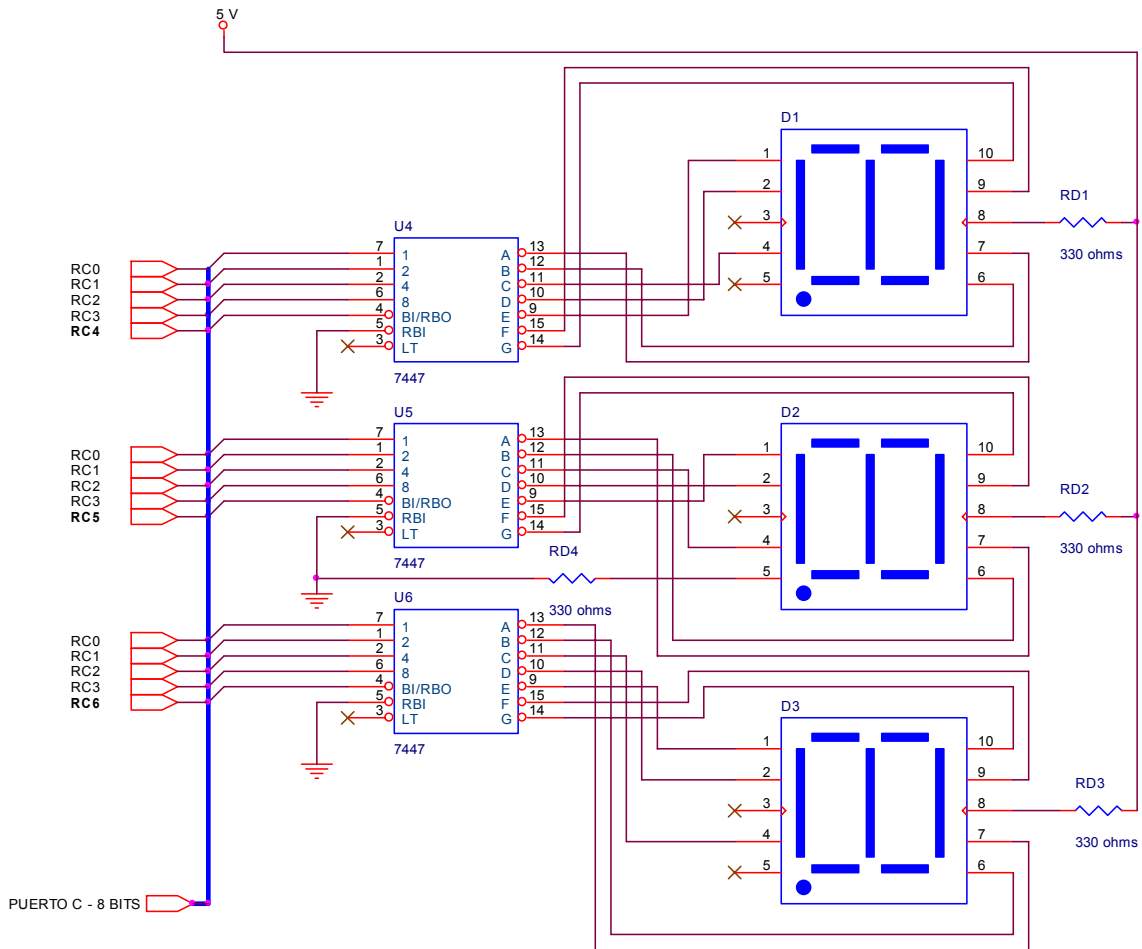 5 V
D1
1
2
3
4
5
10
9
8
7
6
RD1
330 ohms
U4
RC0
RC1
RC2
RC3
RC4
7 1
1 2
2 4
6 8
4 BI/RBO
5 RBI
3 LT
A 13
B 12
C 11
D 10
E 9
F 15
G 14
7447
U5
RC0
RC1
RC2
RC3
RC5
7 1
1 2
2 4
6 8
4 BI/RBO
5 RBI
3 LT
A 13
B 12
C 11
D 10
E 9
F 15
G 14
7447
D2
1
2
3
4
5
10
9
8
7
6
RD2
330 ohms
RD4
330 ohms
U6
RC0
RC1
RC2
RC3
RC6
7 1
1 2
2 4
6 8
4 BI/RBO
5 RBI
3 LT
A 13
B 12
C 11
D 10
E 9
F 15
G 14
7447
D3
1
2
3
4
5
10
9
8
7
6
RD3
330 ohms
PUERTO C - 8 BITS